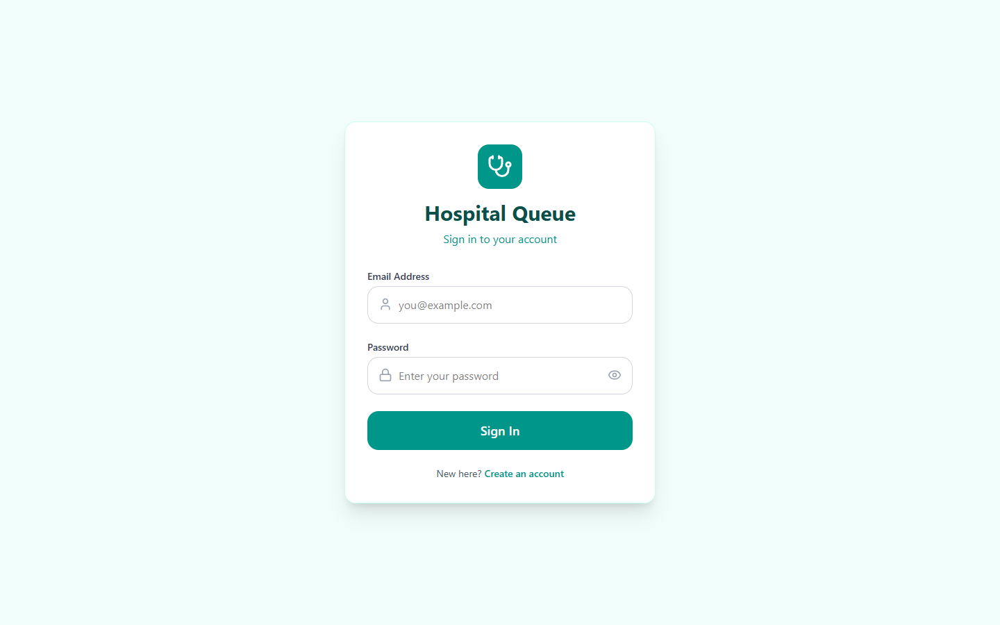 Hospital Queue
Sign in to your account
Email Address
you@example.com
Password
Enter your password
Sign In
New here? Create an account